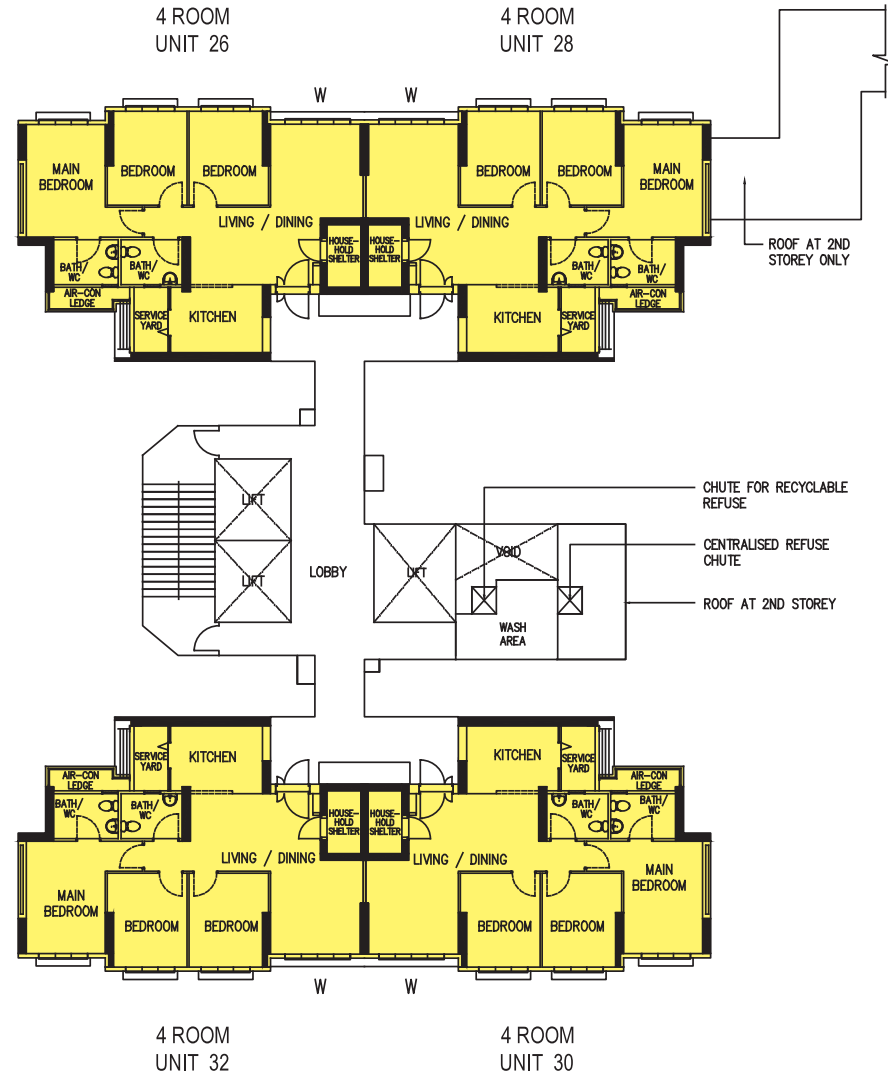 4 ROOM
UNIT 26
4 ROOM
UNIT 28
W
W
MAIN
BEDROOM
BEDROOM
BEDROOM
BEDROOM
BEDROOM
MAIN
BEDROOM
LIVING / DINING
LIVING / DINING
HOUSE-
HOLD
SHELTER
HOUSE-
HOLD
SHELTER
ROOF AT 2ND
STOREY ONLY
BATH/
WC
BATH/
WC
BATH/
WC
BATH/
WC
AIR-CON
LEDGE
AIR-CON
LEDGE
SERVICE
YARD
KITCHEN
KITCHEN
SERVICE
YARD
CHUTE FOR RECYCLABLE
REFUSE
LIFT
CENTRALISED REFUSE
CHUTE
VOID
LIFT
LOBBY
LIFT
ROOF AT 2ND STOREY
WASH
AREA
SERVICE
YARD
KITCHEN
KITCHEN
SERVICE
YARD
AIR-CON
LEDGE
AIR-CON
LEDGE
BATH/
WC
BATH/
WC
BATH/
WC
BATH/
WC
HOUSE-
HOLD
SHELTER
HOUSE-
HOLD
SHELTER
LIVING / DINING
LIVING / DINING
MAIN
BEDROOM
MAIN
BEDROOM
BEDROOM
BEDROOM
BEDROOM
BEDROOM
W
W
4 ROOM
UNIT 32
4 ROOM
UNIT 30